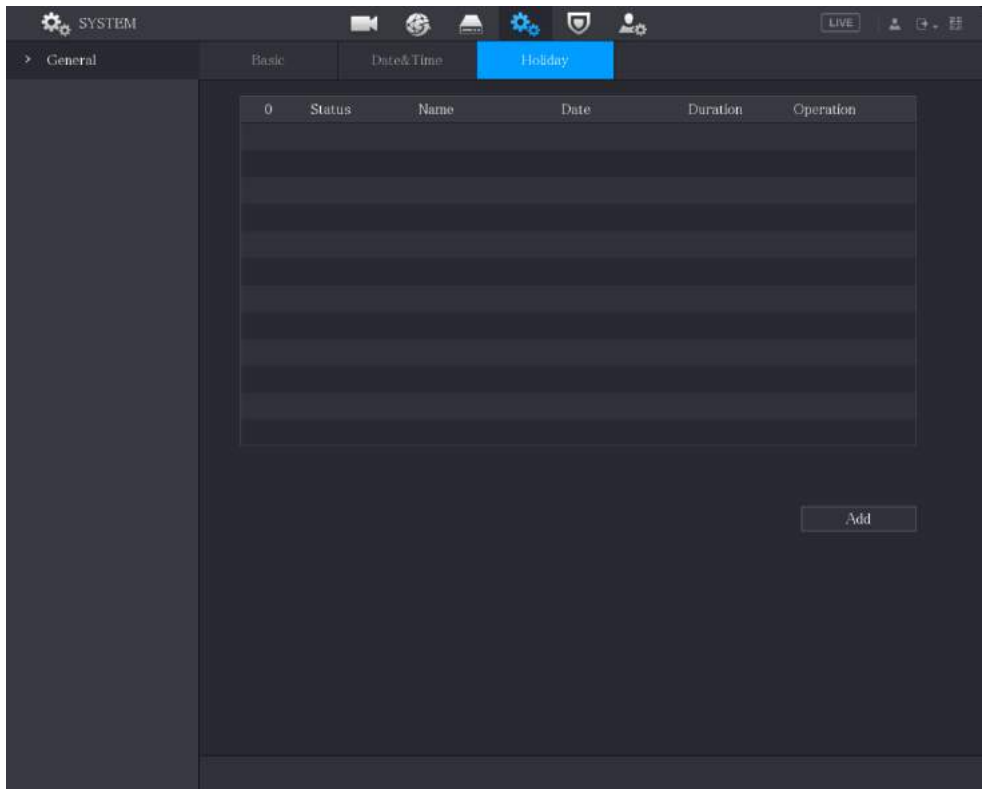 SYSTEM LIVE
General Basic Date&Time Holiday
0 Status Name Date Duration Operation
Add